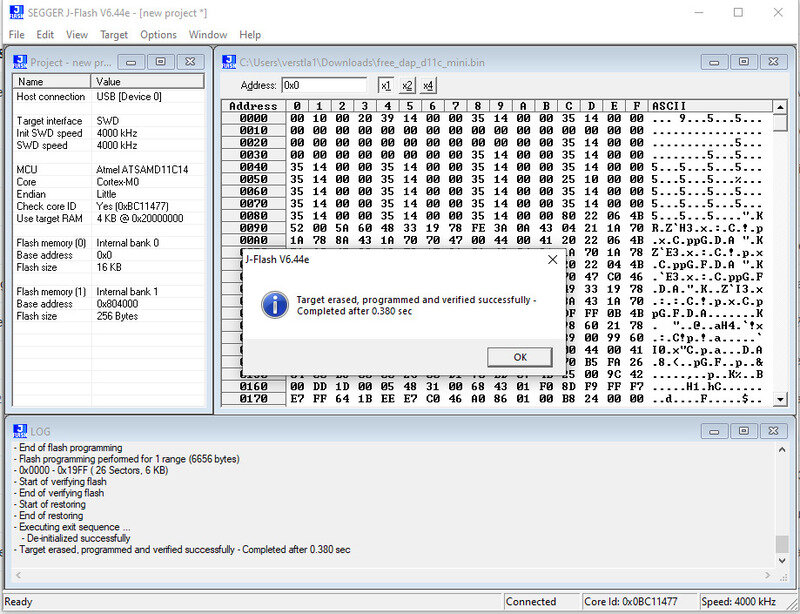 SEGGER J-Flash V6.44e - [new project *]
File Edit View Target Options Window Help
Project - new pr...
Name Value
Host connection USB [Device 0]
Target interface SWD
Init SWD speed 4000 kHz
SWD speed 4000 kHz
MCU Atmel ATSAMD11C14
Core Cortex-M0
Endian Little
Check core ID Yes (0xBC11477)
Use target RAM 4 KB @ 0x20000000
Flash memory (0) Internal bank 0
Base address 0x0
Flash size 16 KB
Flash memory (1) Internal bank 1
Base address 0x804000
Flash size 256 Bytes
C:\Users\verstla1\Downloads\free_dap_d11c_mini.bin
Address: 0x0 x1 x2 x4
Address 0 1 2 3 4 5 6 7 8 9 A B C D E F ASCII
0000 00 10 00 20 39 14 00 00 35 14 00 00 35 14 00 00 ... 9...5...5...
0010 00 00 00 00 00 00 00 00 00 00 00 00 00 00 00 00 ................
0020 00 00 00 00 00 00 00 00 00 00 00 00 35 14 00 00 ............5...
0030 00 00 00 00 00 00 00 00 35 14 00 00 35 14 00 00 ........5...5...
0040 35 14 00 00 35 14 00 00 35 14 00 00 35 14 00 00 5...5...5...5...
0050 35 14 00 00 35 14 00 00 35 14 00 00 25 10 00 00 5...5...5...%...
0060 35 14 00 00 35 14 00 00 35 14 00 00 35 14 00 00 5...5...5...5...
0070 35 14 00 00 35 14 00 00 35 14 00 00 35 14 00 00 5...5...5...5...
0080 35 14 00 00 35 14 00 00 35 14 00 00 80 22 06 4B 5...5...5....".K
0090 52 00 5A 60 48 33 19 78 FE 3A 0A 43 04 21 1A 70 R.Z`H3.x.:.C.!.p
00A0 1A 78 8A 43 1A 70 70 47 00 44 00 41 20 22 06 4B .x.C.ppG.D.A ".K
0160 00 DD 1D 00 05 48 31 00 68 43 01 F0 8D F9 FF F7 .....H1.hC......
0170 E7 FF 64 1B EE E7 C0 46 A0 86 01 00 B8 24 00 00 ..d....F.....$..
J-Flash V6.44e
Target erased, programmed and verified successfully -
Completed after 0.380 sec
OK
LOG
- End of flash programming
- Flash programming performed for 1 range (6656 bytes)
- 0x0000 - 0x19FF ( 26 Sectors, 6 KB)
- Start of verifying flash
- End of verifying flash
- Start of restoring
- End of restoring
- Executing exit sequence ...
- De-initialized successfully
- Target erased, programmed and verified successfully - Completed after 0.380 sec
Ready Connected Core Id: 0x0BC11477 Speed: 4000 kHz